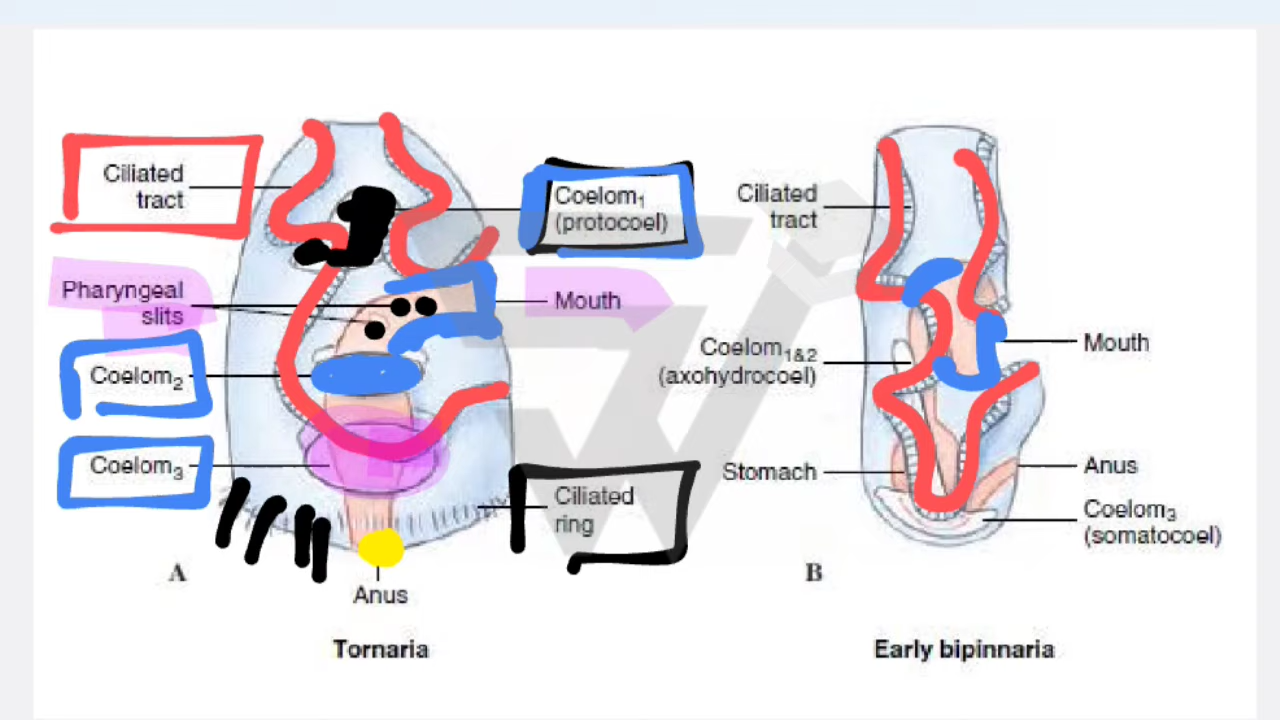 Ciliated
tract
Pharyngeal
slits
Coelom2
Coelom3
Coelom1
(protocoel)
Mouth
Ciliated
ring
Anus
A
Tornaria
Ciliated
tract
Coelom1&2
(axohydrocoel)
Stomach
Mouth
Anus
Coelom3
(somatocoel)
B
Early bipinnaria